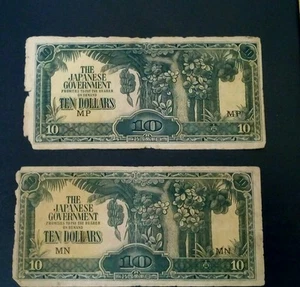 THE
JAPANESE
GOVERNMENT
PROMISES TO PAY THE BEARER
ON DEMAND
TEN DOLLARS
MP MP
10 10 10
THE
JAPANESE
GOVERNMENT
PROMISES TO PAY THE BEARER
ON DEMAND
TEN DOLLARS
MN MN
10 10 10